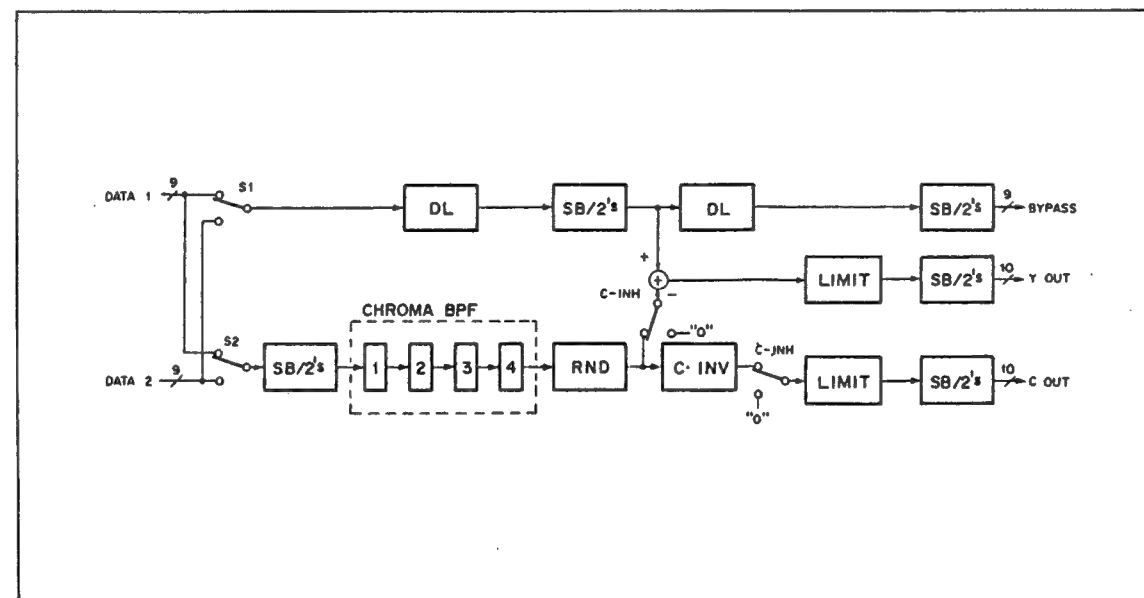 DATA 1
9
S1
DL
SB/2's
DL
SB/2's
9
BYPASS
+
+
−
C-INH
LIMIT
SB/2's
10
Y OUT
CHROMA BPF
"0"
DATA 2
9
S2
SB/2's
1
2
3
4
RND
C· INV
C-INH
"0"
LIMIT
SB/2's
10
C OUT